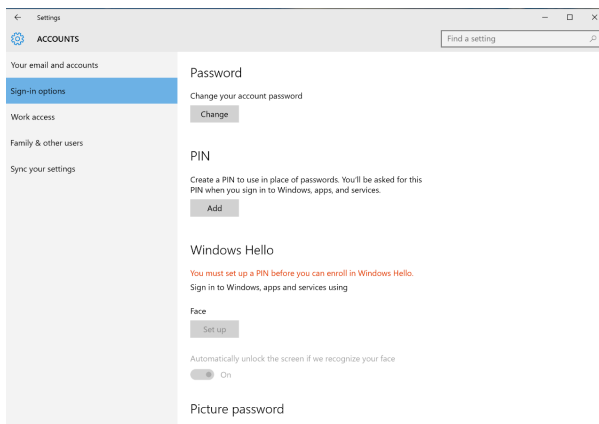 Settings
ACCOUNTS
Find a setting
Your email and accounts
Sign-in options
Work access
Family & other users
Sync your settings
Password
Change your account password
Change
PIN
Create a PIN to use in place of passwords. You'll be asked for this
PIN when you sign in to Windows, apps, and services.
Add
Windows Hello
You must set up a PIN before you can enroll in Windows Hello.
Sign in to Windows, apps and services using
Face
Set up
Automatically unlock the screen if we recognize your face
On
Picture password